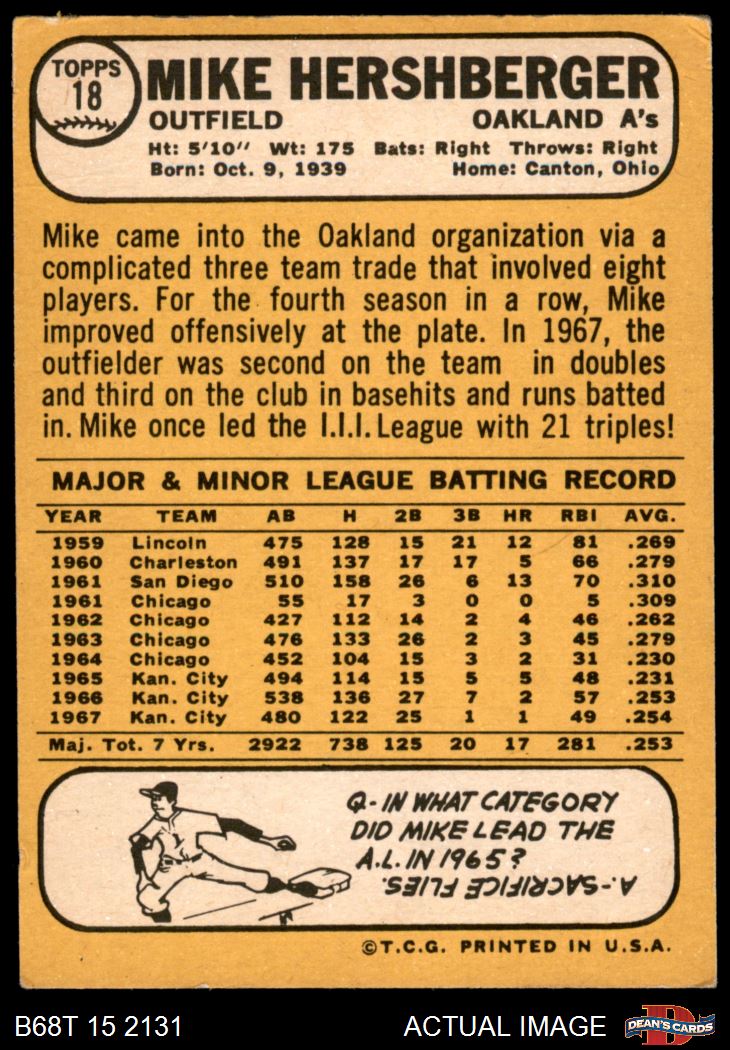 TOPPS
18
MIKE HERSHBERGER
OUTFIELD OAKLAND A's
Ht: 5'10" Wt: 175 Bats: Right Throws: Right
Born: Oct. 9, 1939 Home: Canton, Ohio
Mike came into the Oakland organization via a
complicated three team trade that involved eight
players. For the fourth season in a row, Mike
improved offensively at the plate. In 1967, the
outfielder was second on the team in doubles
and third on the club in basehits and runs batted
in. Mike once led the I.I.I. League with 21 triples!
MAJOR & MINOR LEAGUE BATTING RECORD
YEAR TEAM AB H 2B 3B HR RBI AVG.
1959 Lincoln 475 128 15 21 12 81 .269
1960 Charleston 491 137 17 17 5 66 .279
1961 San Diego 510 158 26 6 13 70 .310
1961 Chicago 55 17 3 0 0 5 .309
1962 Chicago 427 112 14 2 4 46 .262
1963 Chicago 476 133 26 2 3 45 .279
1964 Chicago 452 104 15 3 2 31 .230
1965 Kan. City 494 114 15 5 5 48 .231
1966 Kan. City 538 136 27 7 2 57 .253
1967 Kan. City 480 122 25 1 1 49 .254
Maj. Tot. 7 Yrs. 2922 738 125 20 17 281 .253
Q- IN WHAT CATEGORY
DID MIKE LEAD THE
A.L. IN 1965?
A-SACRIFICE FLIES.
©T.C.G. PRINTED IN U.S.A.
B68T 15 2131 ACTUAL IMAGE
D
DEAN'S CARDS